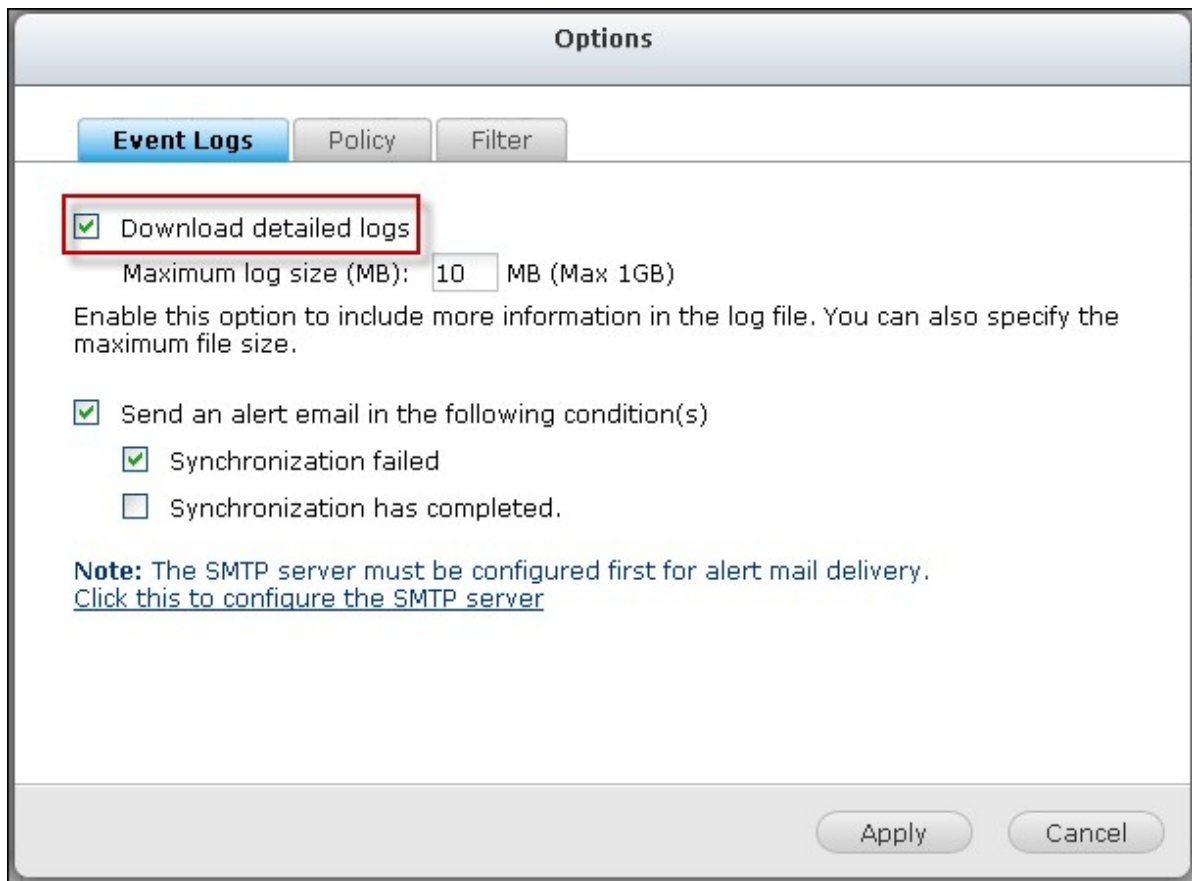 Options
Event Logs Policy Filter
Download detailed logs
Maximum log size (MB): 10 MB (Max 1GB)
Enable this option to include more information in the log file. You can also specify the
maximum file size.
Send an alert email in the following condition(s)
Synchronization failed
Synchronization has completed.
Note: The SMTP server must be configured first for alert mail delivery.
Click this to configure the SMTP server
Apply Cancel